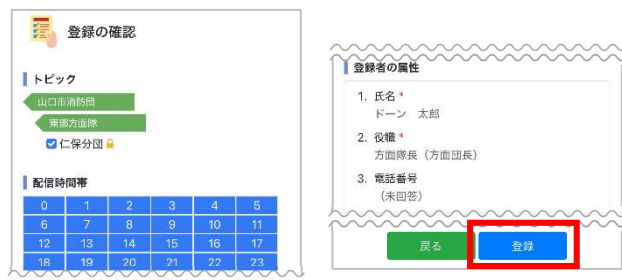 登録の確認
トピック
山口市消防団
東部方面隊
仁保分団
配信時間帯
0 1 2 3 4 5
6 7 8 9 10 11
12 13 14 15 16 17
18 19 20 21 22 23
登録者の属性
1. 氏名 *
ドーン 太郎
2. 役職 *
方面隊長（方面団長）
3. 電話番号
（未回答）
戻る 登録